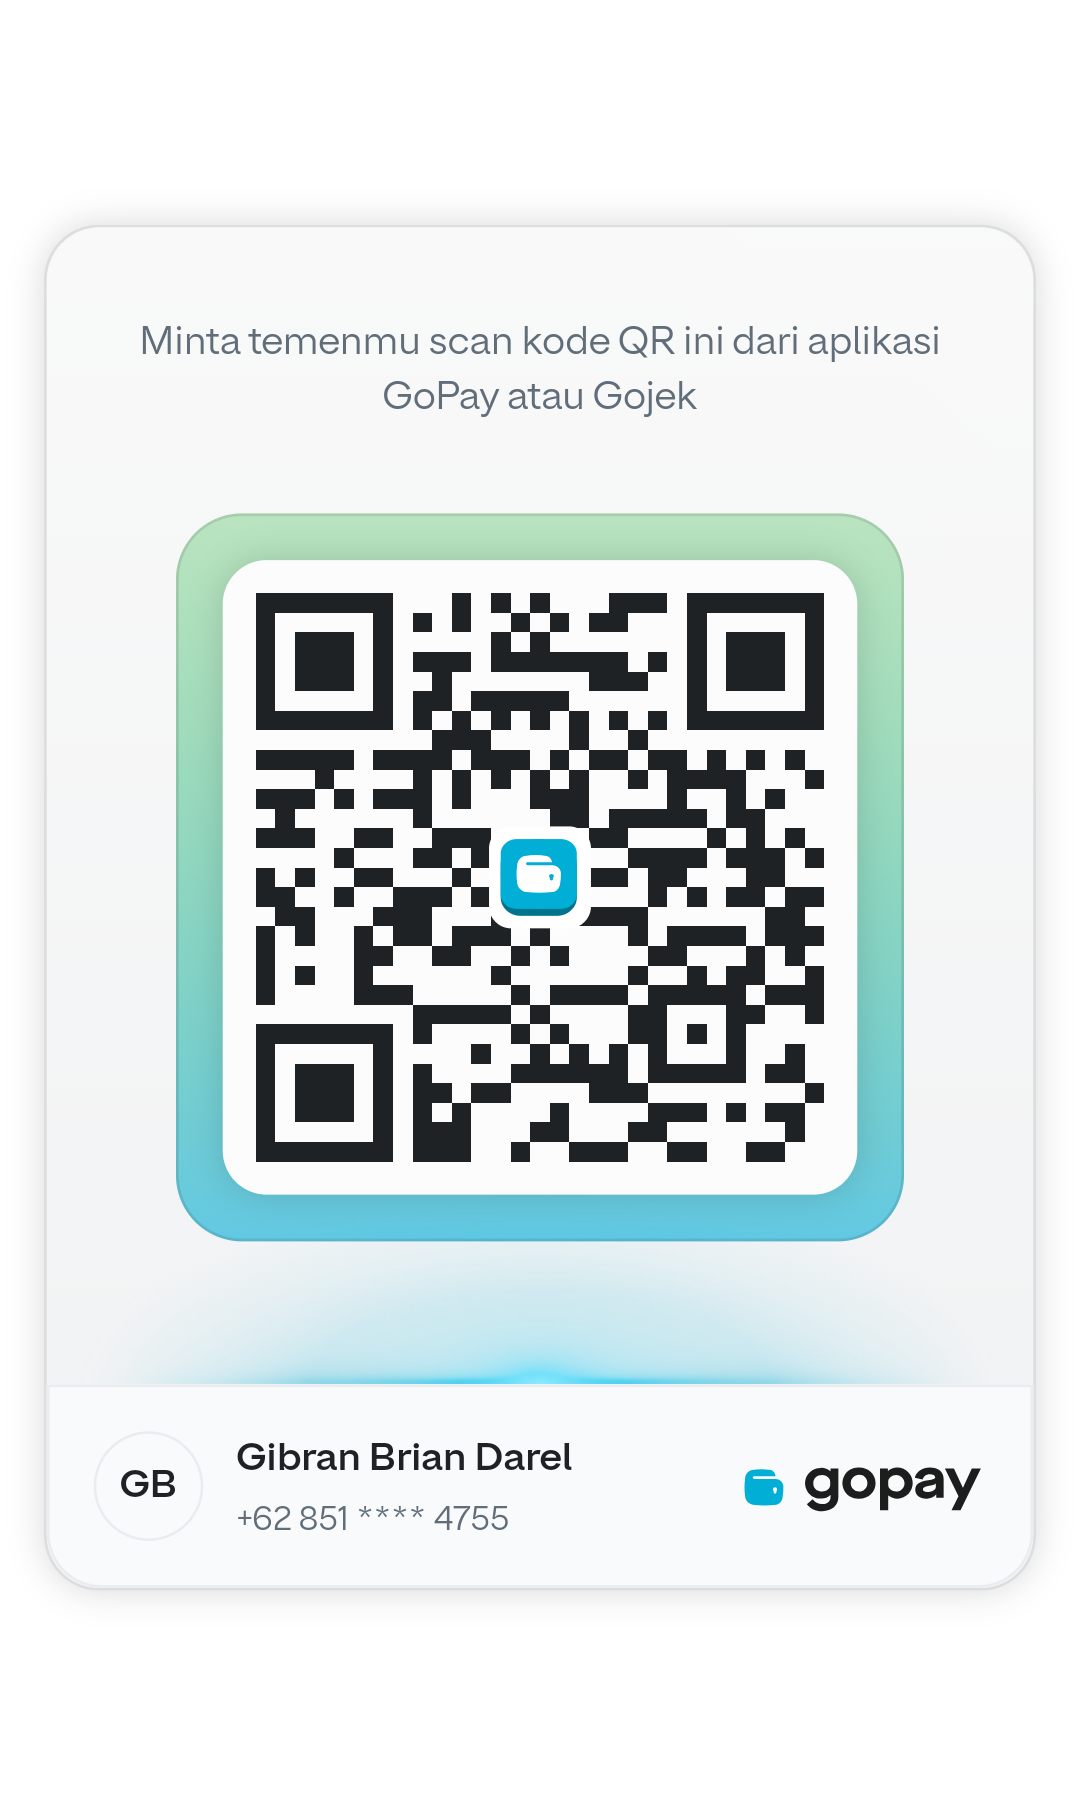 Minta temenmu scan kode QR ini dari aplikasi
GoPay atau Gojek
GB
Gibran Brian Darel
+62 851 **** 4755
gopay